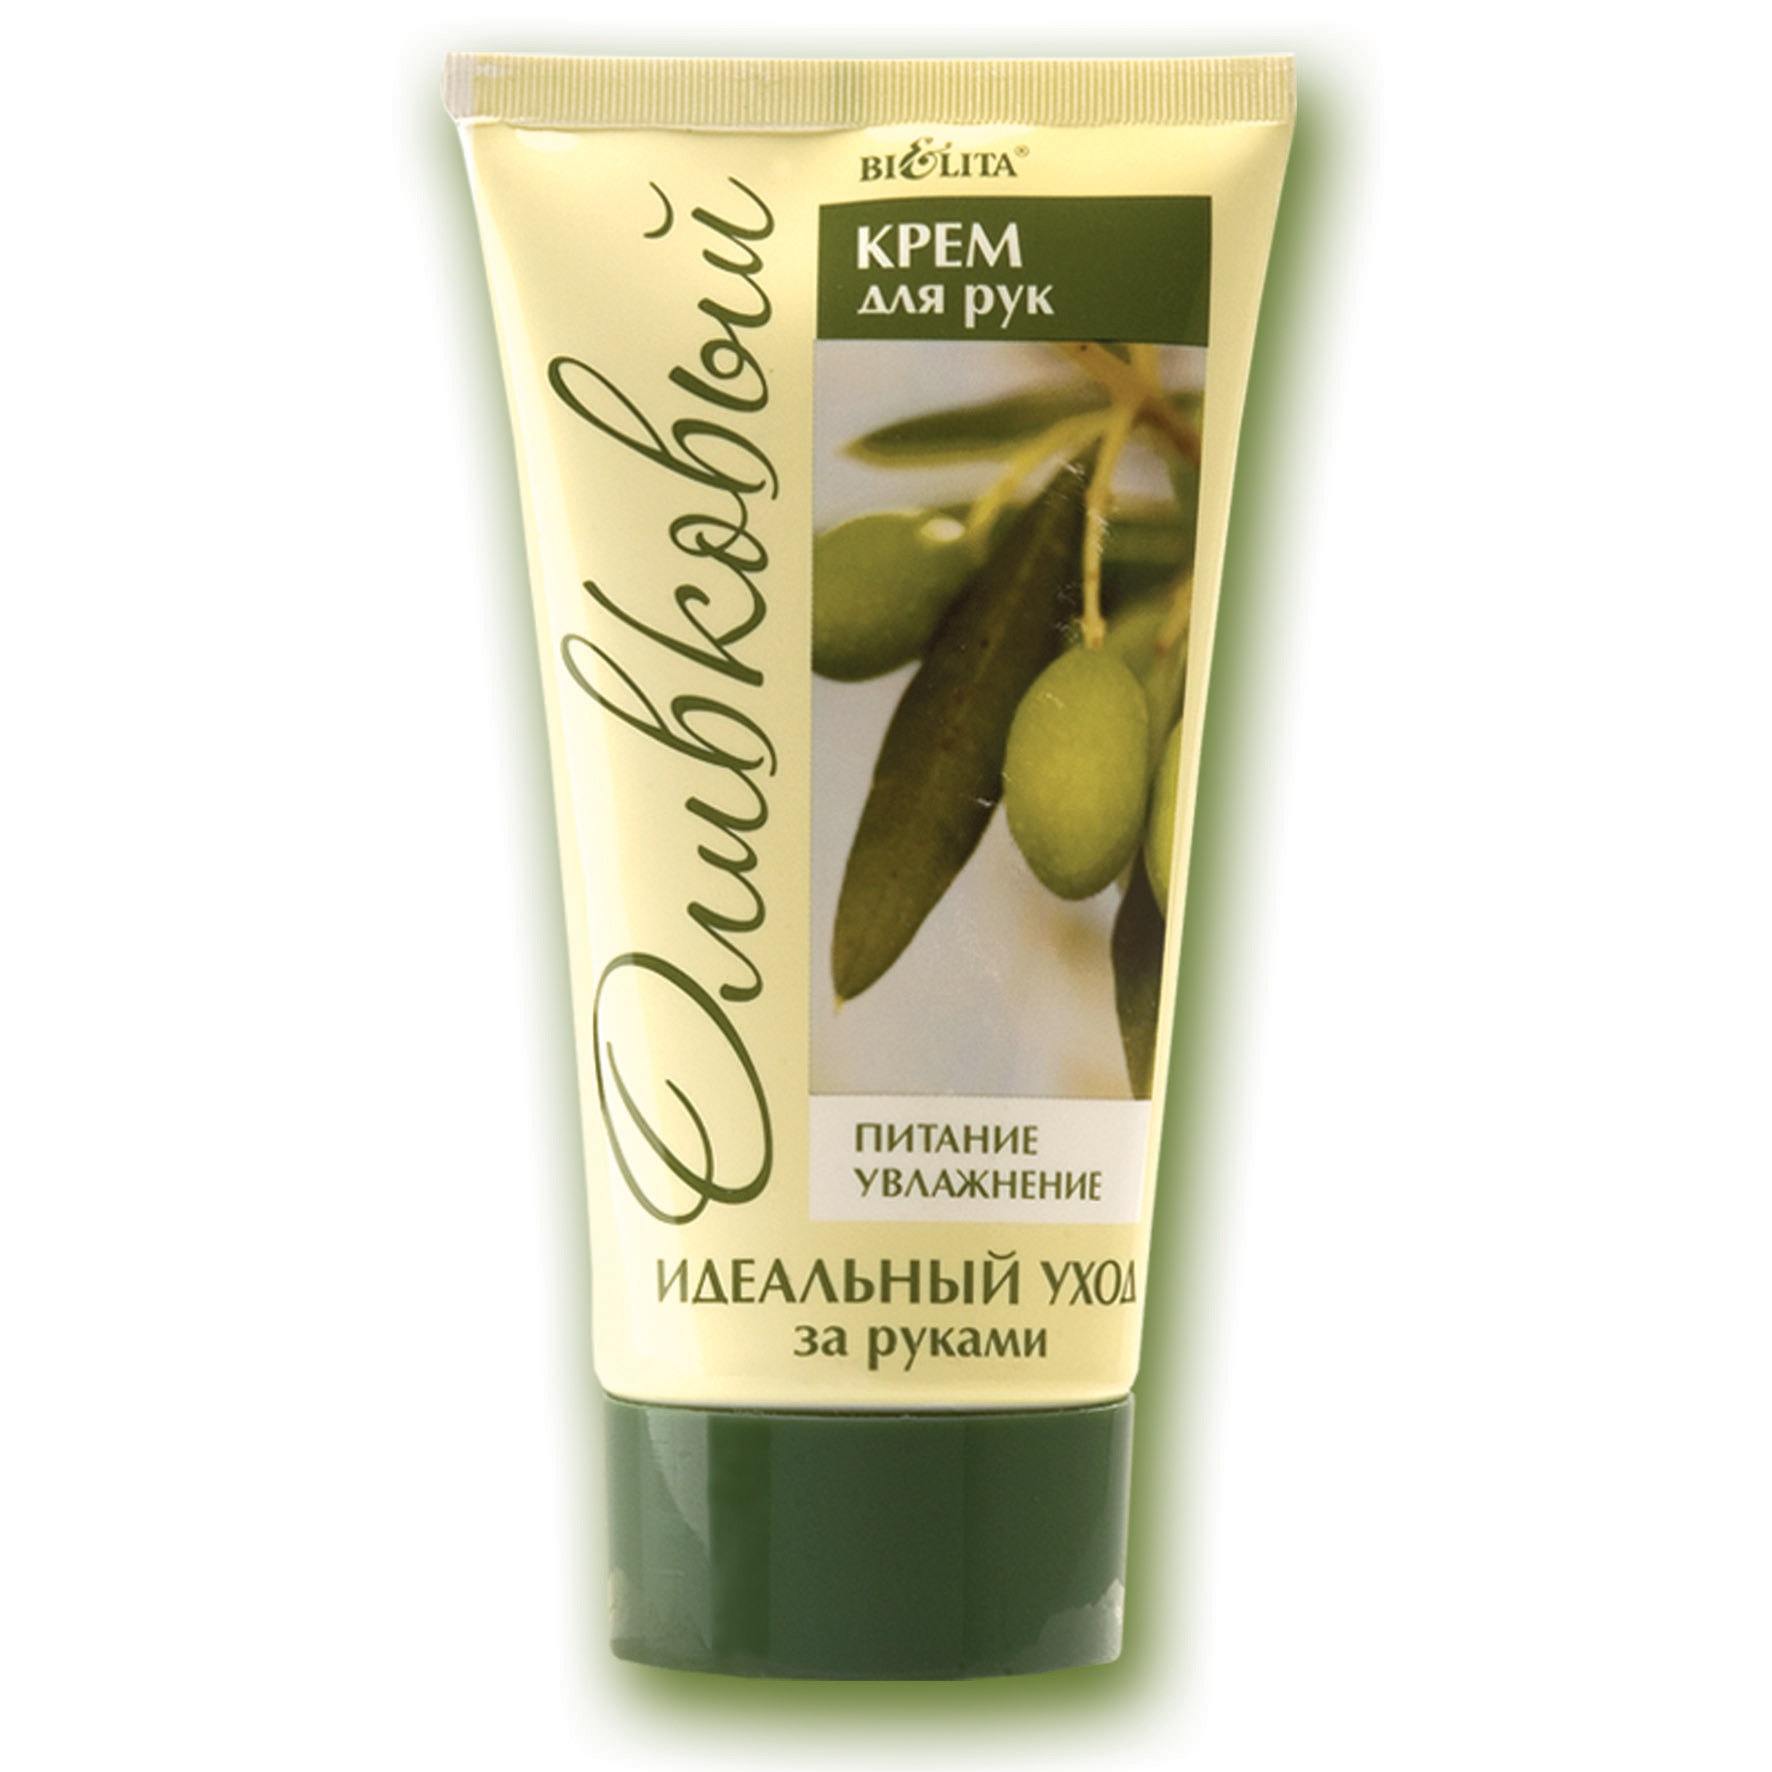 BIELITA®
КРЕМ
для рук
Оливковый
ПИТАНИЕ
УВЛАЖНЕНИЕ
ИДЕАЛЬНЫЙ УХОД
за руками